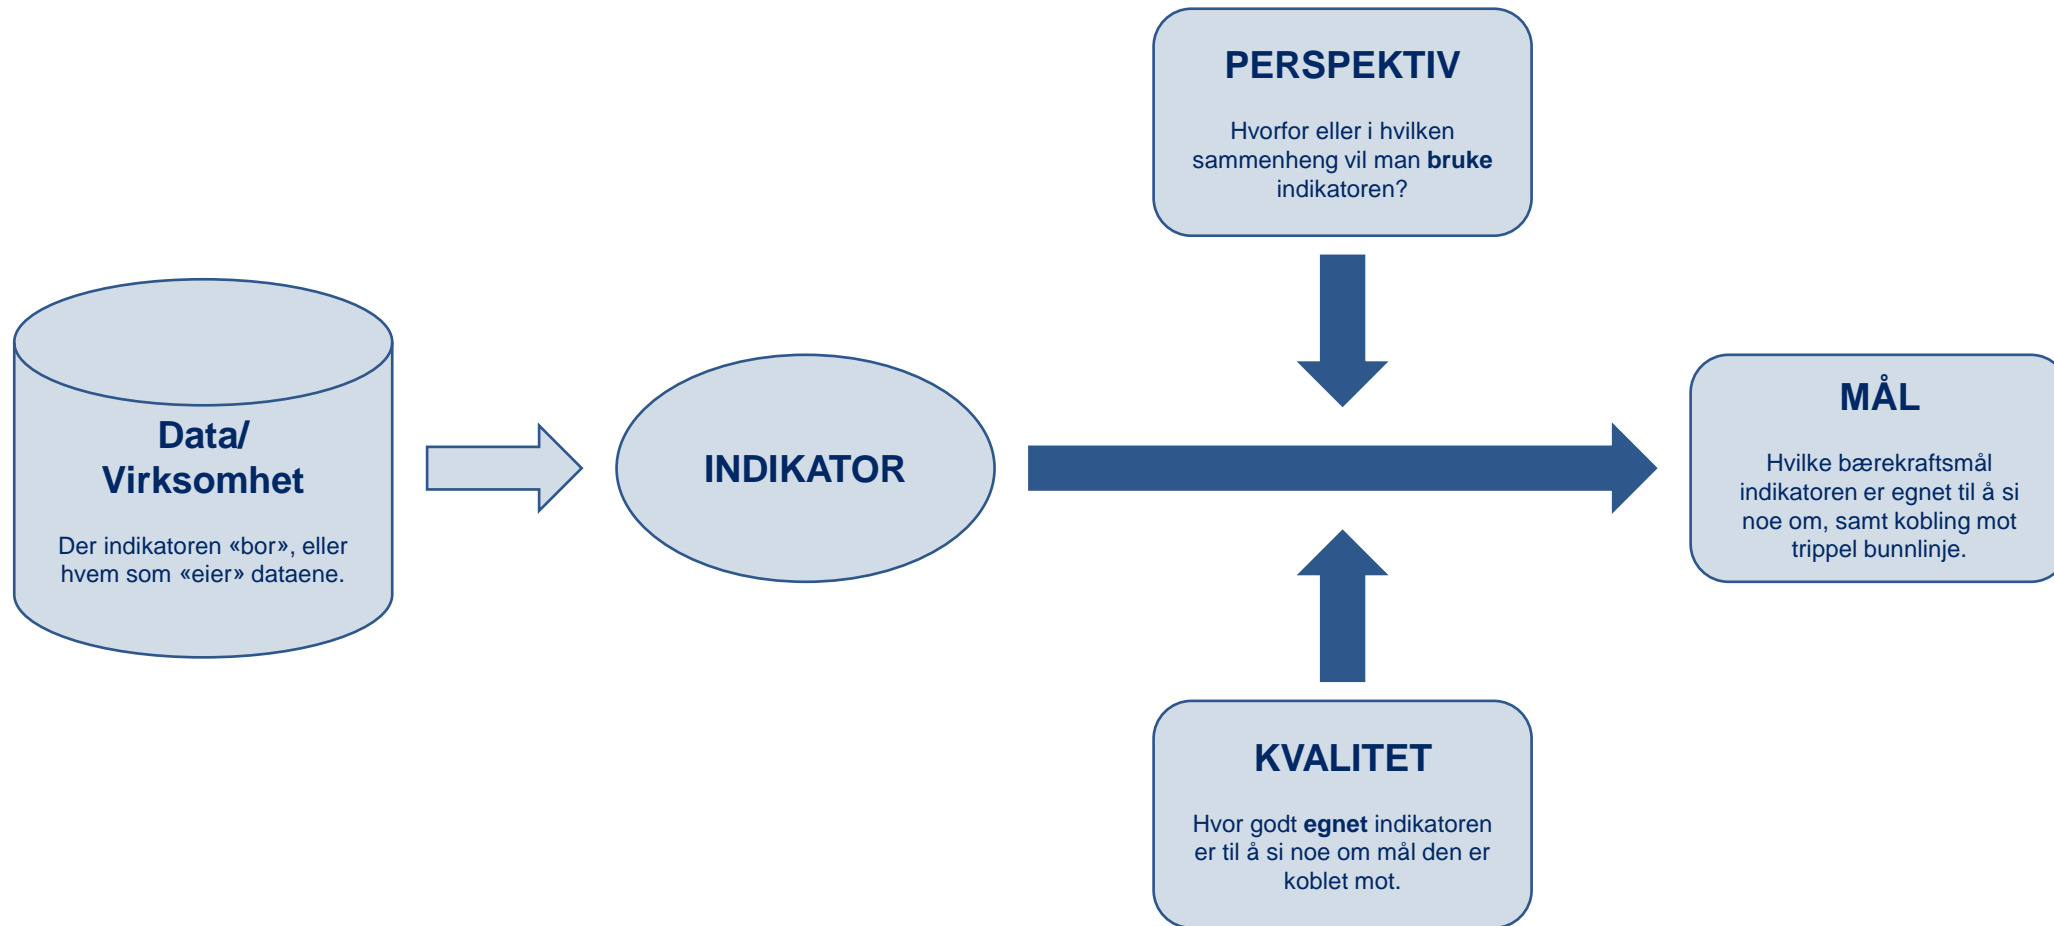 PERSPEKTIV
Hvorfor eller i hvilken
sammenheng vil man bruke
indikatoren?
Data/
Virksomhet
Der indikatoren «bor», eller
hvem som «eier» dataene.
INDIKATOR
MÅL
Hvilke bærekraftsmål
indikatoren er egnet til å si
noe om, samt kobling mot
trippel bunnlinje.
KVALITET
Hvor godt egnet indikatoren
er til å si noe om mål den er
koblet mot.